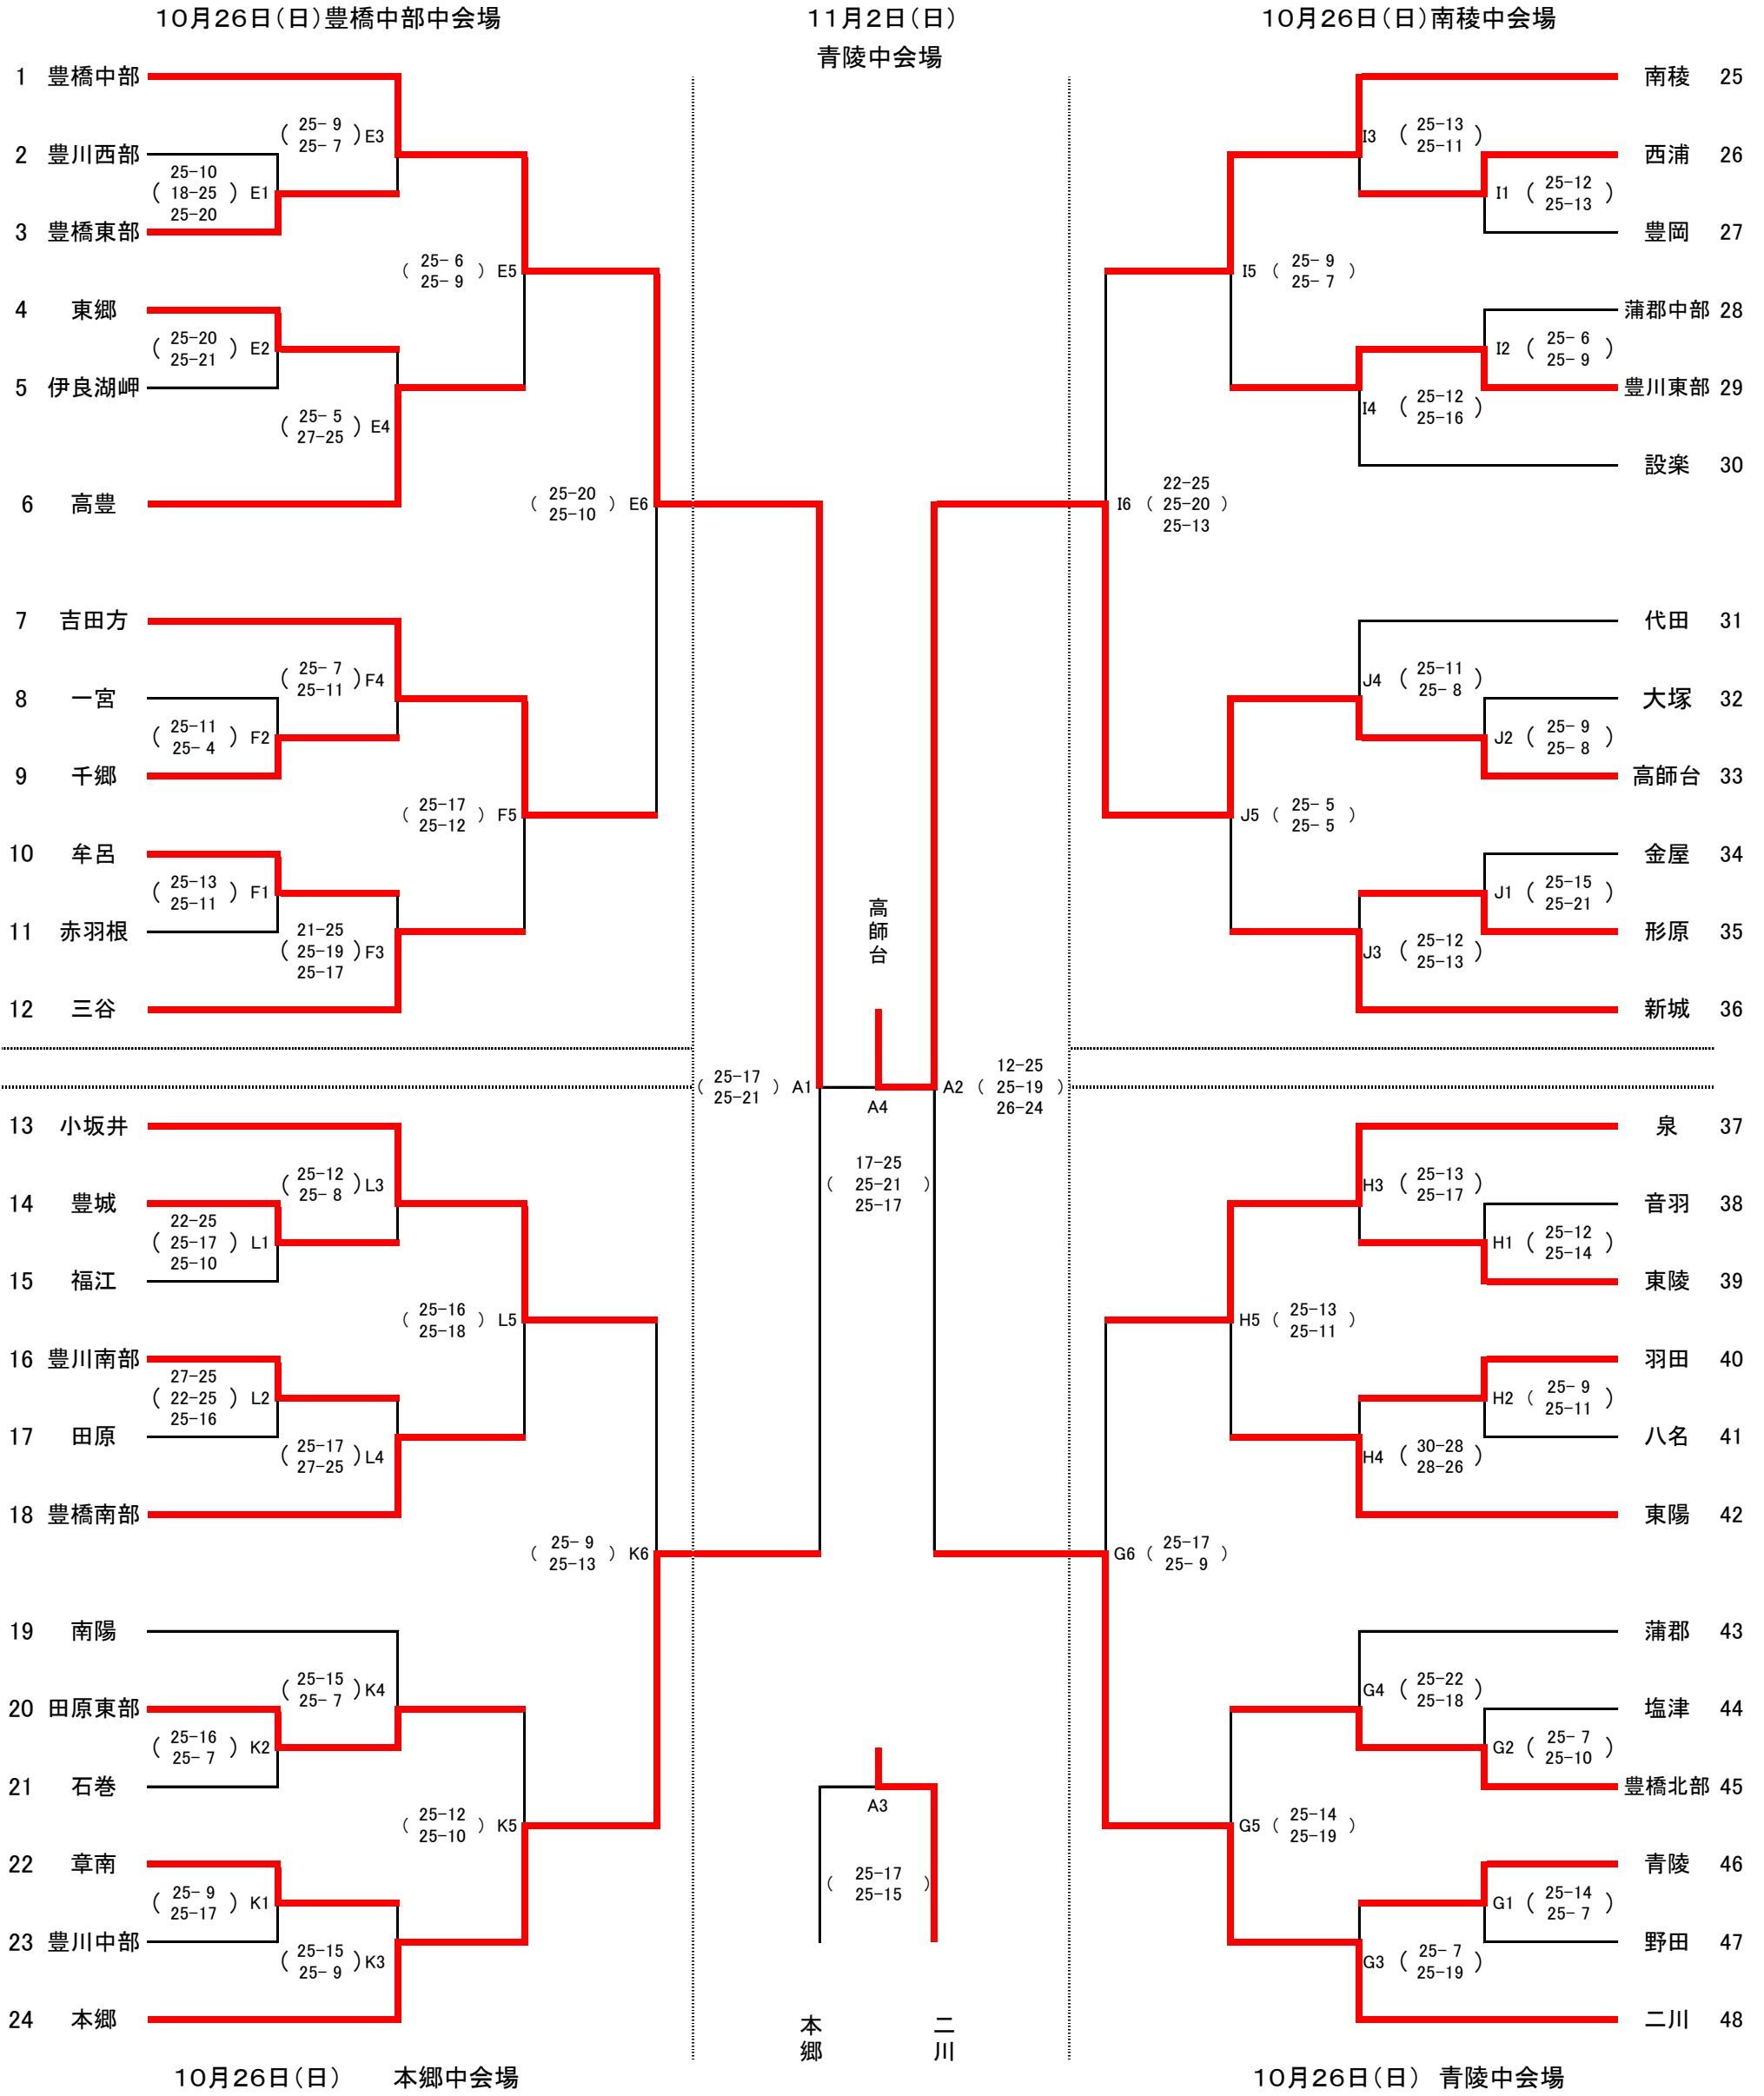 10月26日(日)豊橋中部中会場
11月2日(日)
青陵中会場
10月26日(日)南稜中会場
1 豊橋中部
2 豊川西部
3 豊橋東部
4 東郷
5 伊良湖岬
6 高豊
7 吉田方
8 一宮
9 千郷
10 牟呂
11 赤羽根
12 三谷
(25- 9 25- 7)E3
(25-10 18-25 25-20) E1
(25- 6 25- 9) E5
(25-20 25-21) E2
(25- 5 27-25) E4
(25-20 25-10) E6
(25- 7 25-11)F4
(25-11 25- 4) F2
(25-17 25-12) F5
(25-13 25-11) F1
(21-25 25-19 25-17)F3
南稜 25
西浦 26
豊岡 27
蒲郡中部 28
豊川東部 29
設楽 30
代田 31
大塚 32
高師台 33
金屋 34
形原 35
新城 36
I3 (25-13 25-11)
I1 (25-12 25-13)
I5 (25- 9 25- 7)
I2 (25- 6 25- 9)
I4 (25-12 25-16)
I6 (22-25 25-20 25-13)
J4 (25-11 25- 8)
J2 (25- 9 25- 8)
J5 (25- 5 25- 5)
J1 (25-15 25-21)
J3 (25-12 25-13)
高師台
(25-17 25-21) A1
A4
A2 (12-25 25-19 26-24)
(17-25 25-21 25-17)
13 小坂井
14 豊城
15 福江
16 豊川南部
17 田原
18 豊橋南部
19 南陽
20 田原東部
21 石巻
22 章南
23 豊川中部
24 本郷
(25-12 25- 8)L3
(22-25 25-17 25-10) L1
(25-16 25-18) L5
(27-25 22-25 25-16) L2
(25-17 27-25)L4
(25- 9 25-13) K6
(25-15 25- 7)K4
(25-16 25- 7) K2
(25-12 25-10) K5
(25- 9 25-17) K1
(25-15 25- 9)K3
泉 37
音羽 38
東陵 39
羽田 40
八名 41
東陽 42
蒲郡 43
塩津 44
豊橋北部 45
青陵 46
野田 47
二川 48
H3 (25-13 25-17)
H1 (25-12 25-14)
H5 (25-13 25-11)
H2 (25- 9 25-11)
H4 (30-28 28-26)
G6 (25-17 25- 9)
G4 (25-22 25-18)
G2 (25- 7 25-10)
G5 (25-14 25-19)
G1 (25-14 25- 7)
G3 (25- 7 25-19)
A3
(25-17 25-15)
本郷
二川
10月26日(日) 本郷中会場
10月26日(日) 青陵中会場